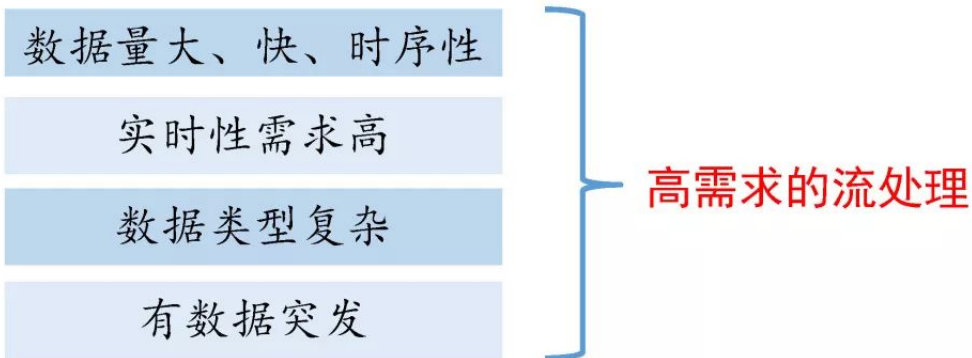 数据量大、快、时序性
实时性需求高
数据类型复杂
有数据突发
高需求的流处理